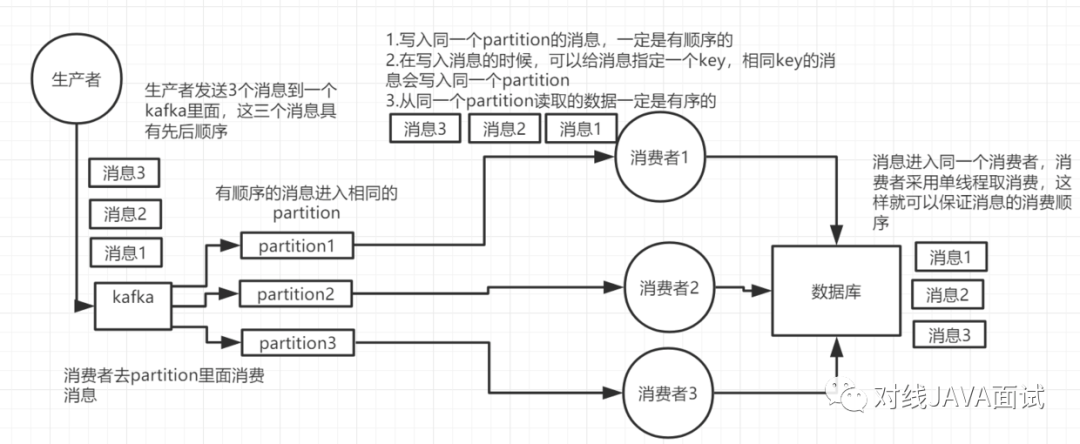 生产者
生产者发送3个消息到一个
kafka里面，这三个消息具
有先后顺序
1.写入同一个partition的消息，一定是有顺序的
2.在写入消息的时候，可以给消息指定一个key，相同key的消
息会写入同一个partition
3.从同一个partition读取的数据一定是有序的
消息3
消息2
消息1
消息3
消息2
消息1
有顺序的消息进入相同的
partition
kafka
partition1
partition2
partition3
消费者去partition里面消费
消息
消费者1
消费者2
消费者3
消息进入同一个消费者，消
费者采用单线程取消费，这
样就可以保证消息的消费顺
序
数据库
消息1
消息2
消息3
对线JAVA面试